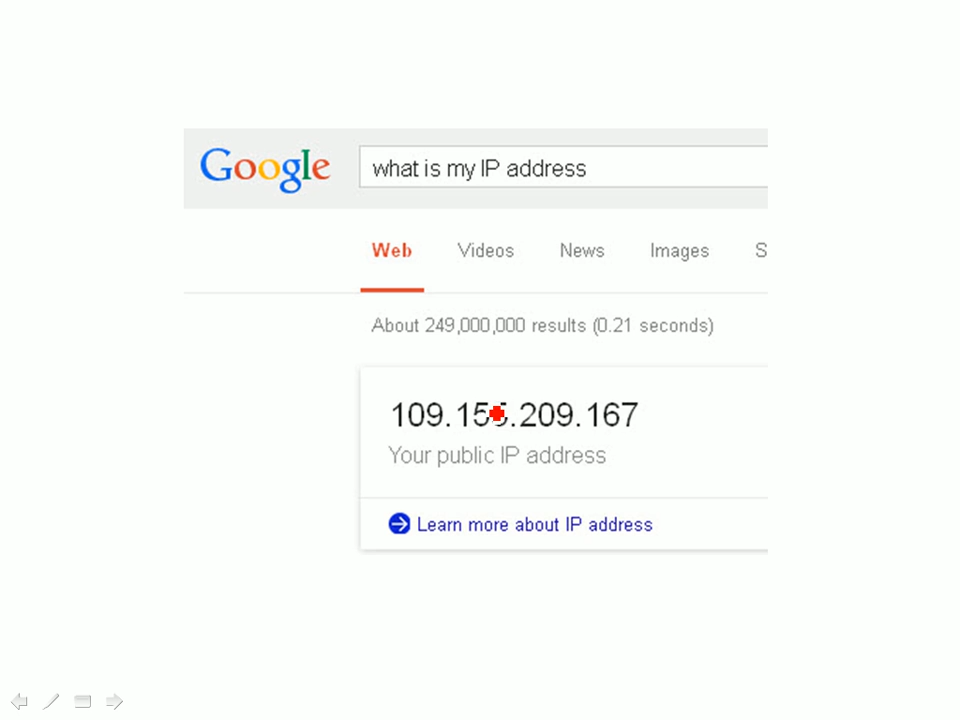 Google what is my IP address
Web Videos News Images S
About 249,000,000 results (0.21 seconds)
Your public IP address
Learn more about IP address